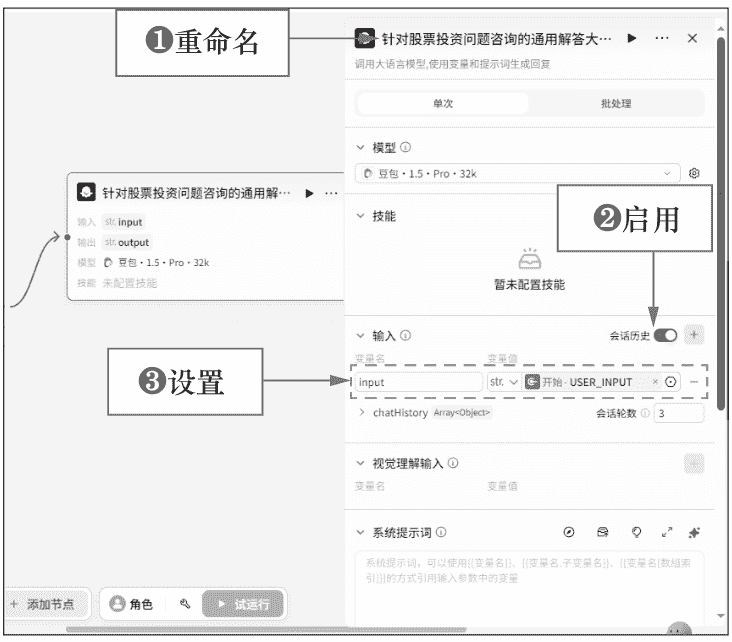 ❶重命名
针对股票投资问题咨询的通用解答大…
调用大语言模型,使用变量和提示词生成回复
单次
批处理
模型
豆包・1.5・Pro・32k
技能
❷启用
暂未配置技能
针对股票投资问题咨询的通用解…
输入 str. input
输出 str. output
模型 豆包・1.5・Pro・32k
技能 未配置技能
输入
会话历史
变量名 变量值
❸设置
input str. 开始 · USER_INPUT
chatHistory Array<Object> 会话轮数 3
视觉理解输入
变量名 变量值
系统提示词
系统提示词，可以使用{{变量名}}、{{变量名.子变量名}}、{{变量名[数组索
引]}}的方式引用输入参数中的变量
+ 添加节点 角色 试运行